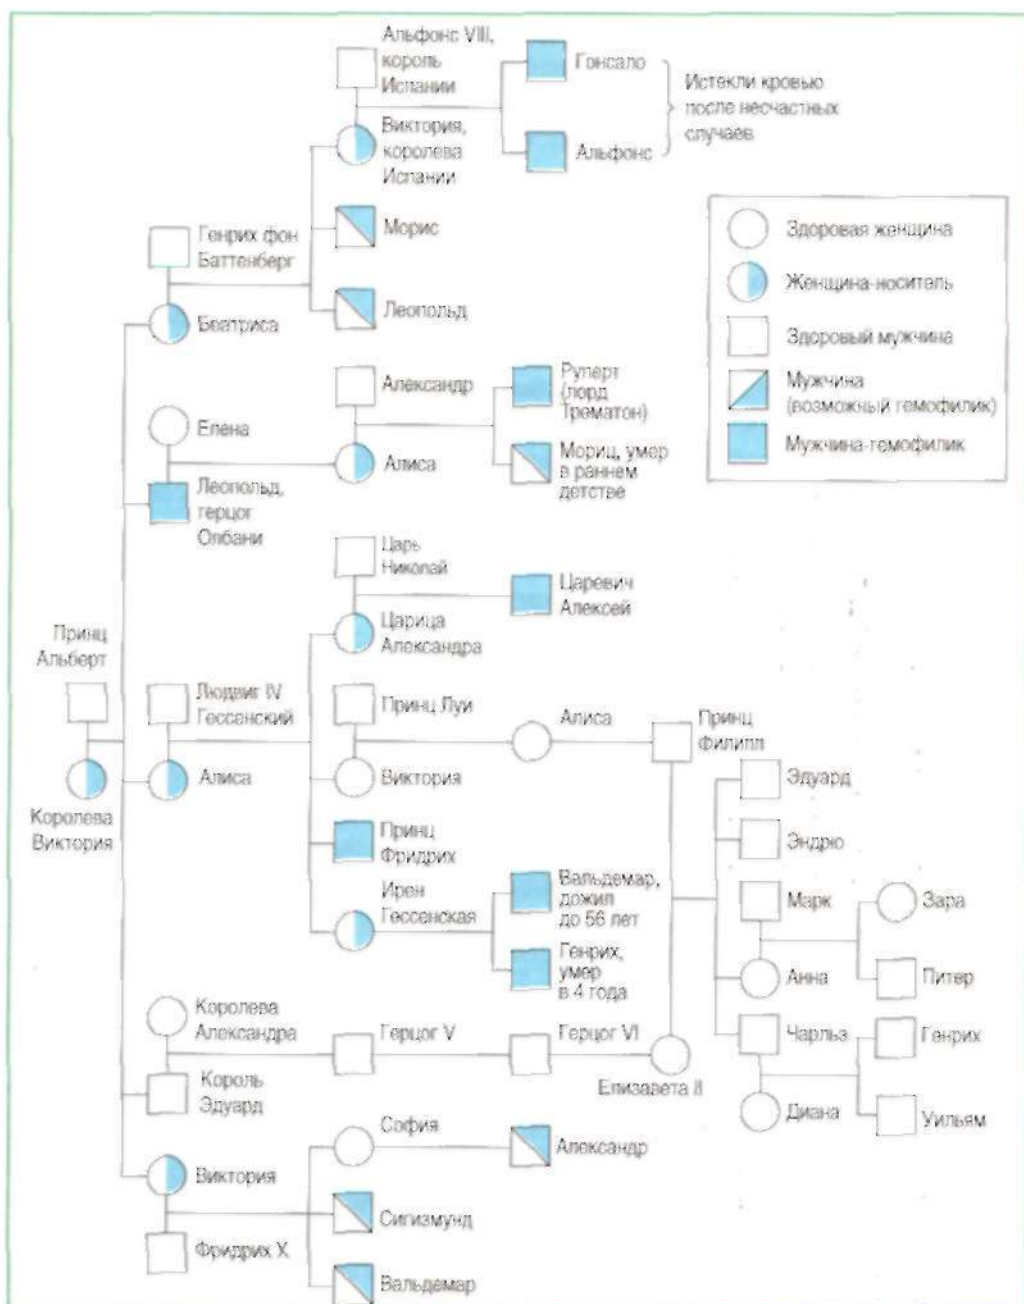 Альфонс VIII,
король
Испании
Гонсало
Альфонс
Истекли кровью
после несчастных
случаев
Виктория,
королева
Испании
Генрих фон
Баттенберг
Морис
Леопольд
Беатриса
Здоровая женщина
Женщина-носитель
Здоровый мужчина
Мужчина
(возможный гемофилик)
Мужчина-гемофилик
Елена
Леопольд,
герцог
Олбани
Александр
Алиса
Руперт
(лорд
Трематон)
Мориц, умер
в раннем
детстве
Царь
Николай
Царица
Александра
Царевич
Алексей
Принц
Альберт
Королева
Виктория
Людвиг IV
Гессенский
Алиса
Принц Луи
Виктория
Алиса
Принц
Филипп
Принц
Фридрих
Ирен
Гессенская
Вальдемар,
дожил
до 56 лет
Генрих,
умер
в 4 года
Эдуард
Эндрю
Марк
Анна
Зара
Питер
Чарльз
Диана
Генрих
Уильям
Королева
Александра
Король
Эдуард
Герцог V
Герцог VI
Елизавета II
Виктория
Фридрих X
София
Александр
Сигизмунд
Вальдемар